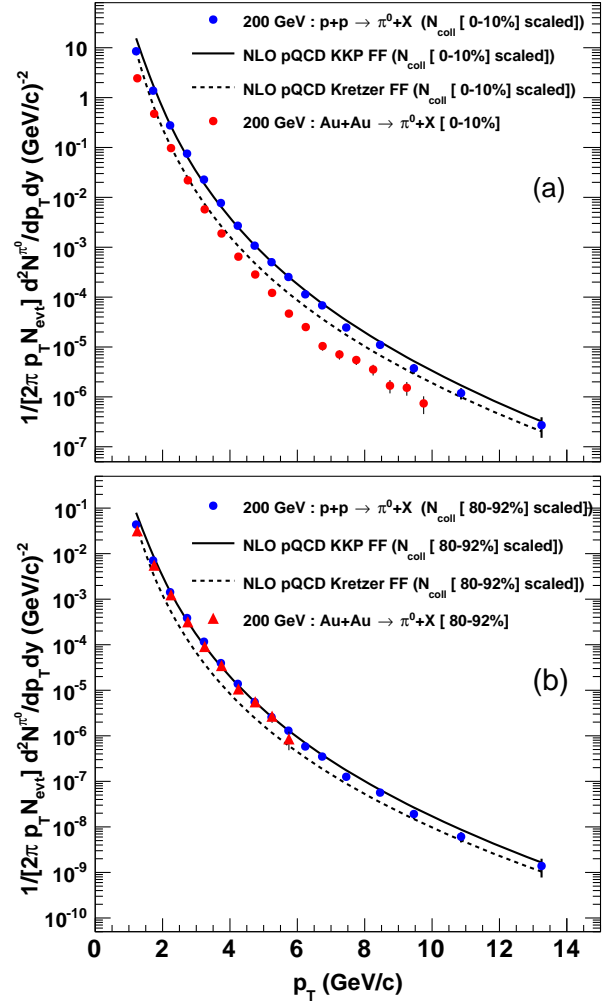 200 GeV : p+p → π⁰+X (N_coll [ 0-10%] scaled])
NLO pQCD KKP FF (N_coll [ 0-10%] scaled])
NLO pQCD Kretzer FF (N_coll [ 0-10%] scaled])
200 GeV : Au+Au → π⁰+X [ 0-10%]
(a)
10
1
10⁻¹
10⁻²
10⁻³
10⁻⁴
10⁻⁵
10⁻⁶
10⁻⁷
1/[2π p_T N_evt] d²N^π⁰/dp_T dy (GeV/c)⁻²
200 GeV : p+p → π⁰+X (N_coll [ 80-92%] scaled])
NLO pQCD KKP FF (N_coll [ 80-92%] scaled])
NLO pQCD Kretzer FF (N_coll [ 80-92%] scaled])
200 GeV : Au+Au → π⁰+X [ 80-92%]
(b)
10⁻¹
10⁻²
10⁻³
10⁻⁴
10⁻⁵
10⁻⁶
10⁻⁷
10⁻⁸
10⁻⁹
10⁻¹⁰
1/[2π p_T N_evt] d²N^π⁰/dp_T dy (GeV/c)⁻²
0 2 4 6 8 10 12 14
p_T (GeV/c)